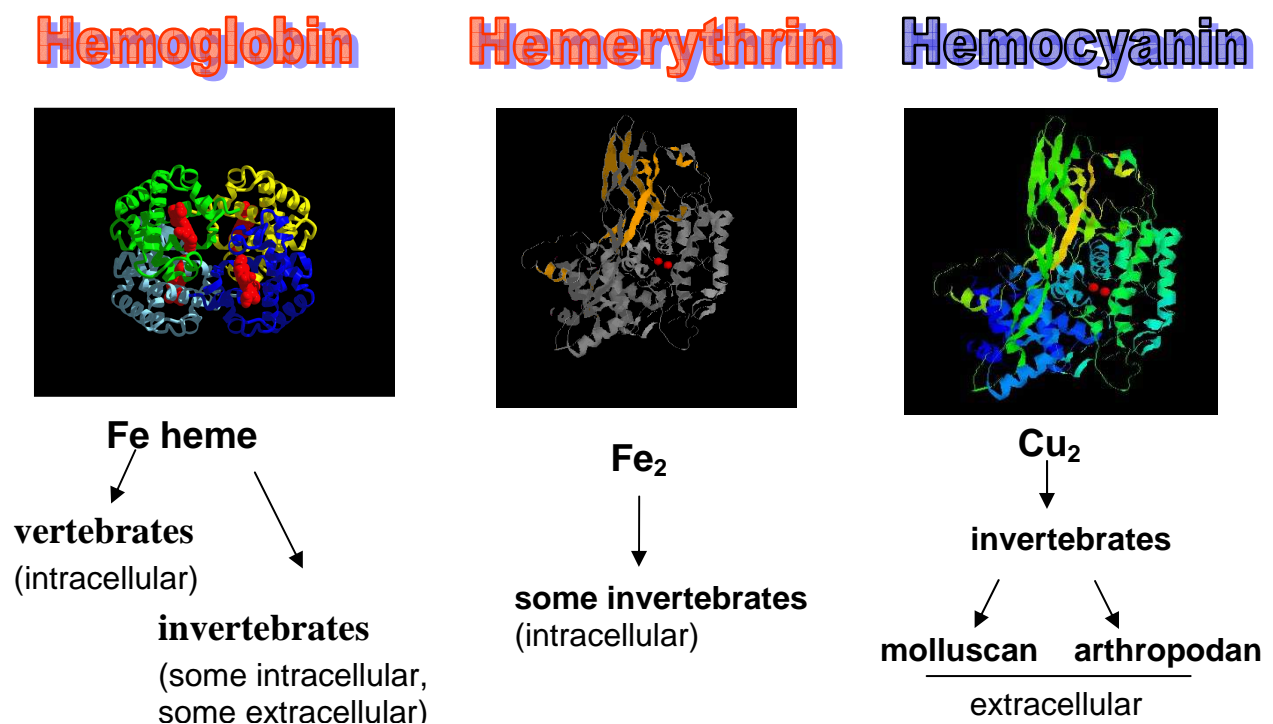 Hemoglobin
Fe heme
vertebrates
(intracellular)
invertebrates
(some intracellular,
some extracellular)
Hemerythrin
Fe₂
some invertebrates
(intracellular)
Hemocyanin
Cu₂
invertebrates
molluscan arthropodan
extracellular